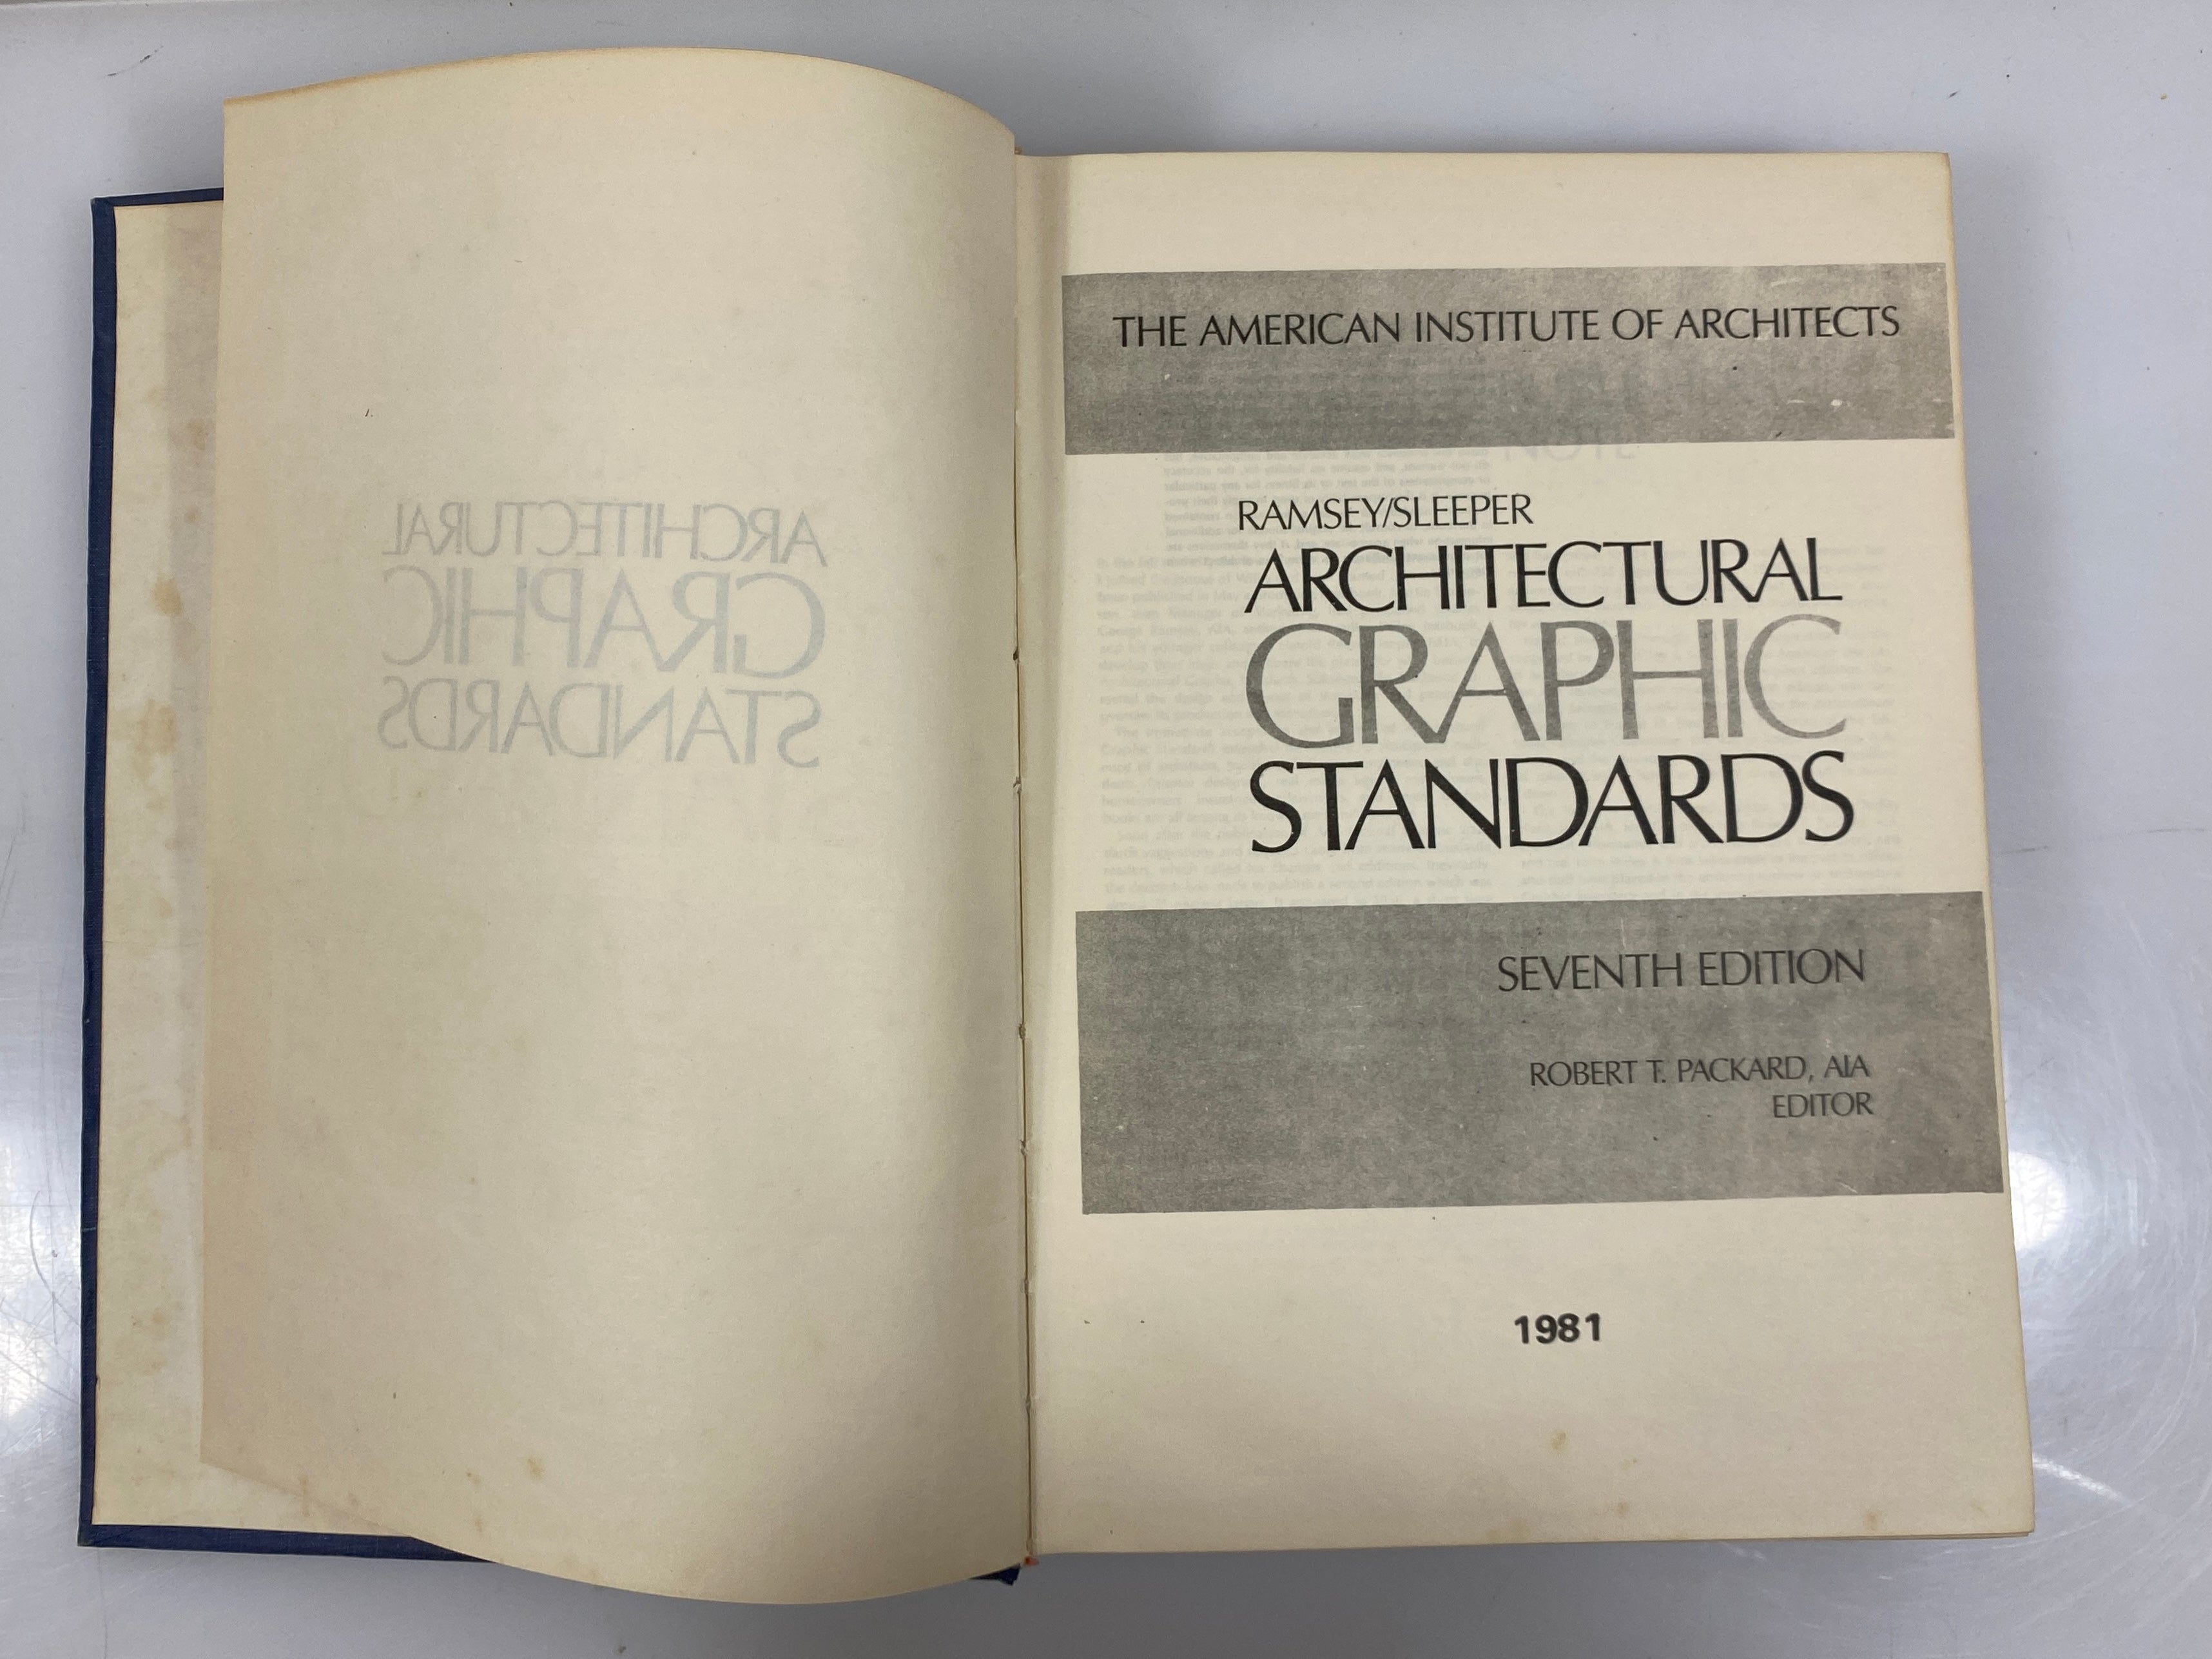 THE AMERICAN INSTITUTE OF ARCHITECTS
RAMSEY/SLEEPER
ARCHITECTURAL
GRAPHIC
STANDARDS
SEVENTH EDITION
ROBERT T. PACKARD, AIA
EDITOR
1981
ARCHITECTURAL
GRAPHIC
STANDARDS